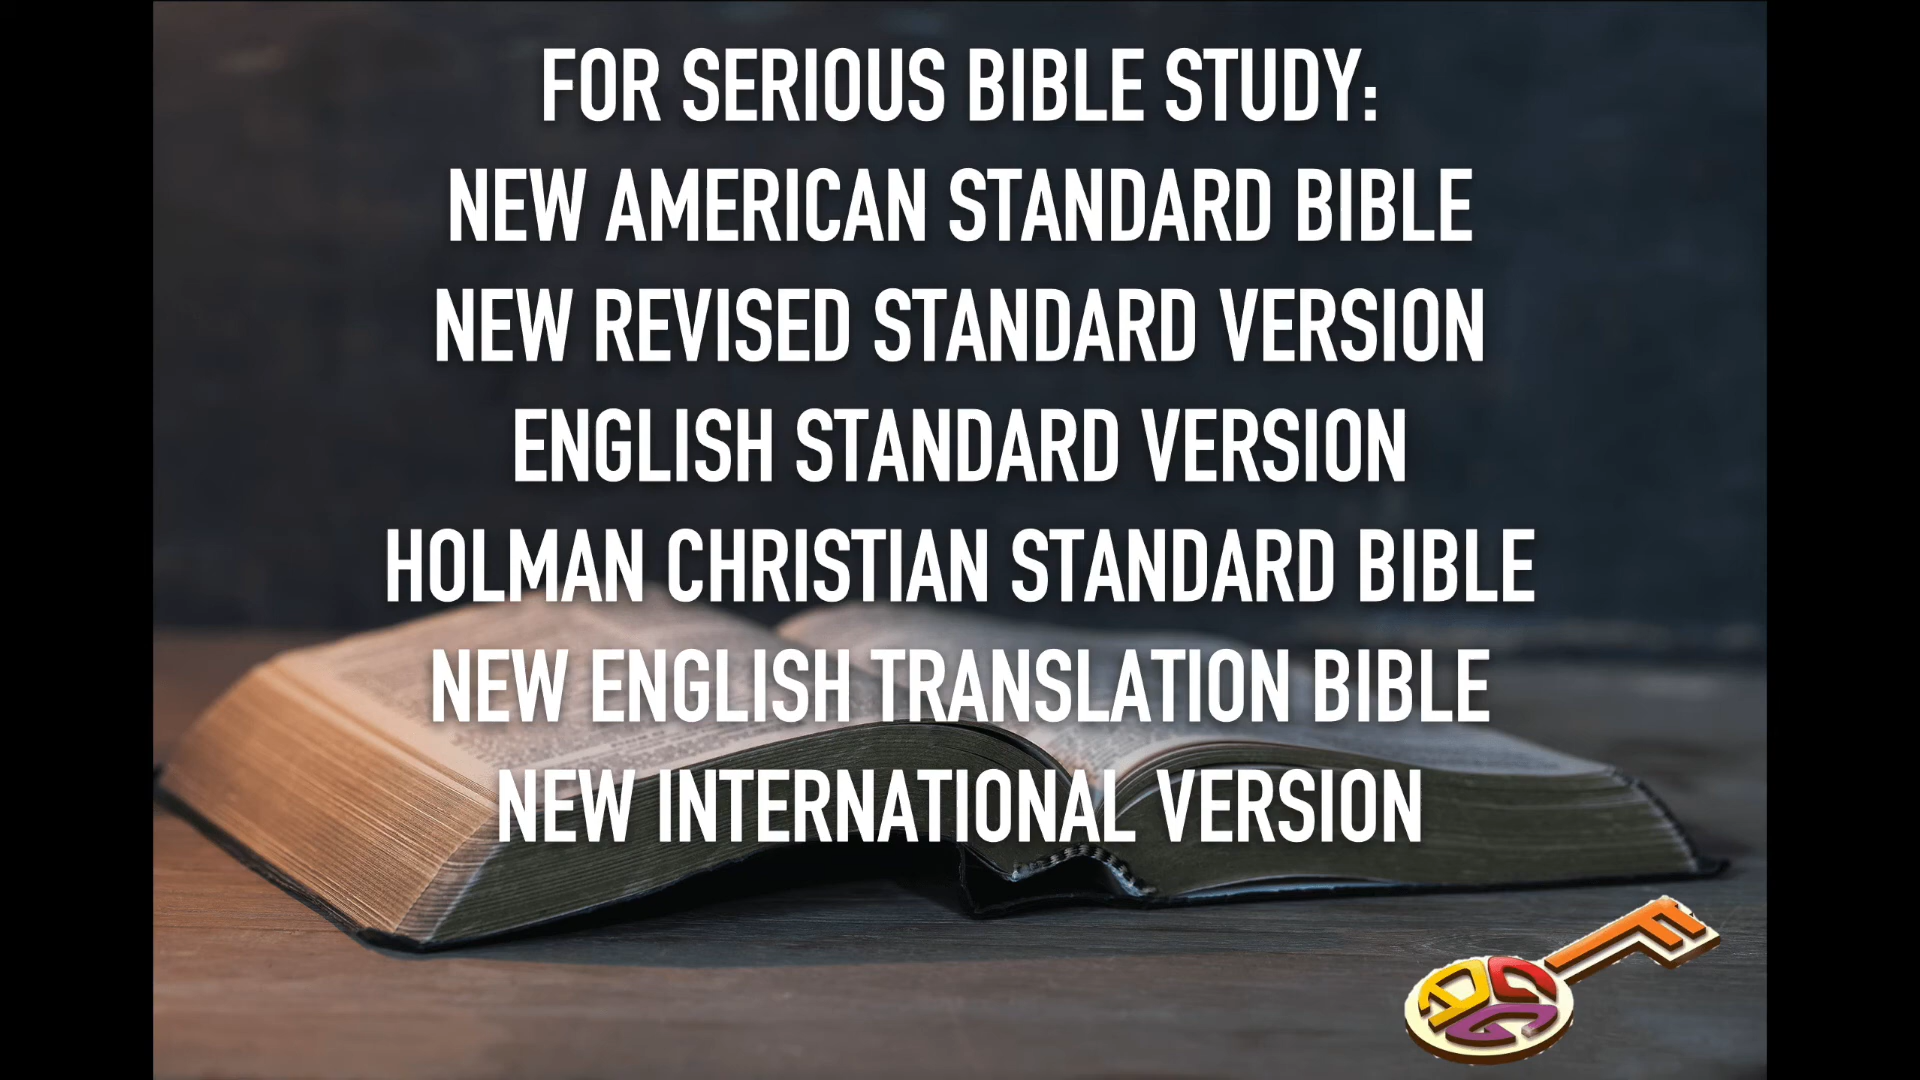 FOR SERIOUS BIBLE STUDY:
NEW AMERICAN STANDARD BIBLE
NEW REVISED STANDARD VERSION
ENGLISH STANDARD VERSION
HOLMAN CHRISTIAN STANDARD BIBLE
NEW ENGLISH TRANSLATION BIBLE
NEW INTERNATIONAL VERSION